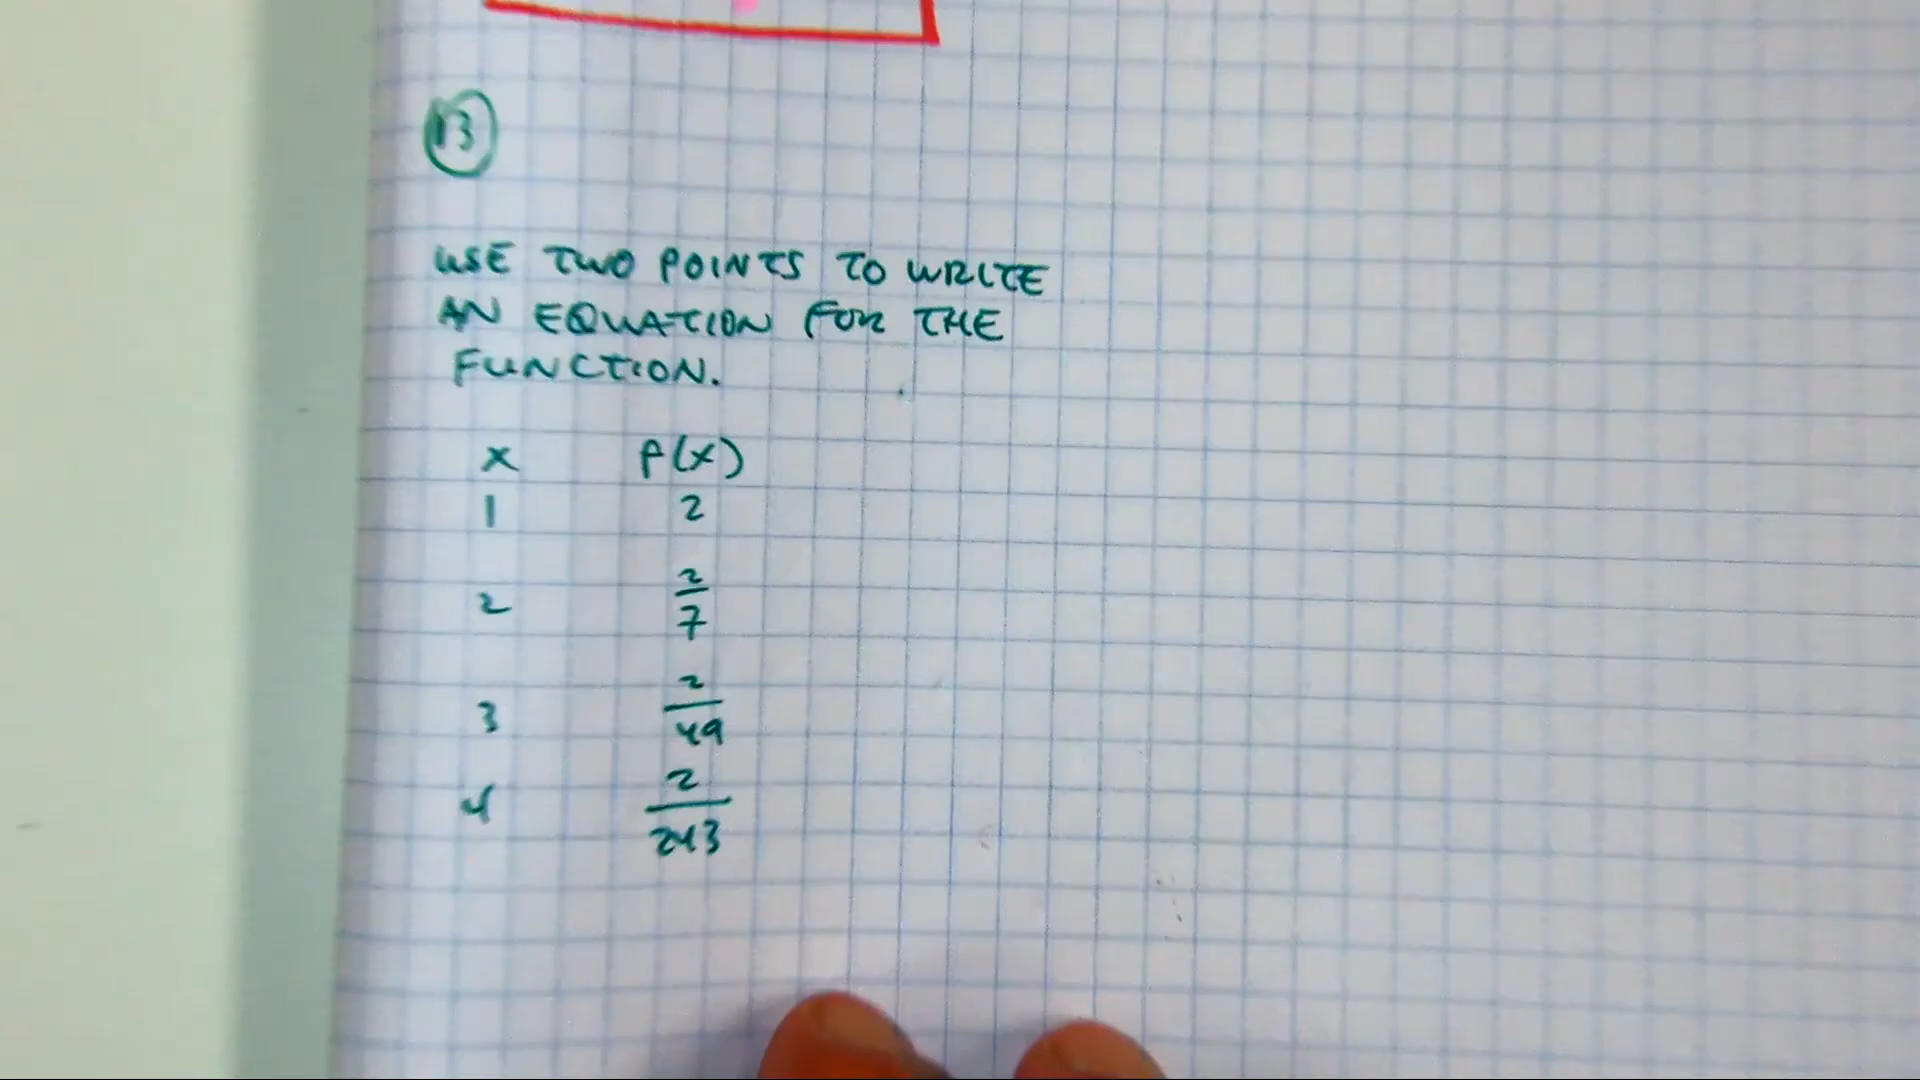 13
USE TWO POINTS TO WRITE
AN EQUATION FOR THE
FUNCTION.
x f(x)
1 2
2 2/7
3 2/49
4 2/243